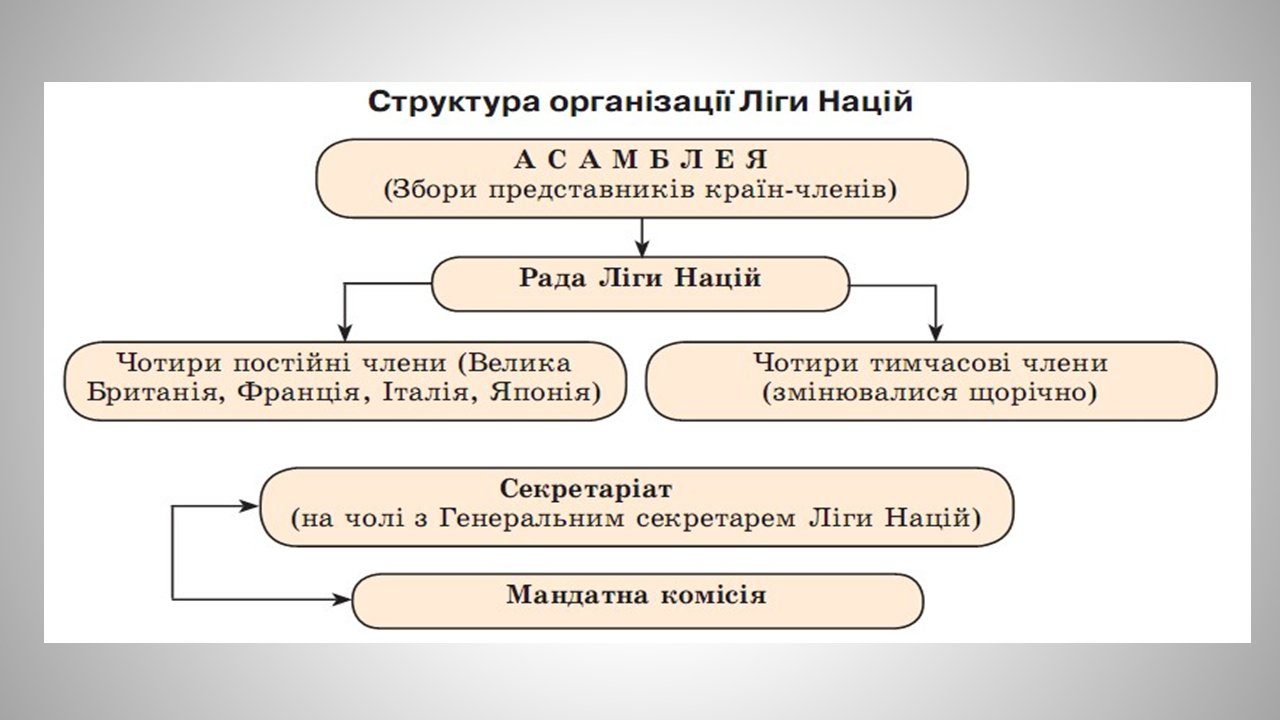 Структура організації Ліги Націй
АСАМБЛЕЯ
(Збори представників країн-членів)
Рада Ліги Націй
Чотири постійні члени (Велика
Британія, Франція, Італія, Японія)
Чотири тимчасові члени
(змінювалися щорічно)
Секретаріат
(на чолі з Генеральним секретарем Ліги Націй)
Мандатна комісія